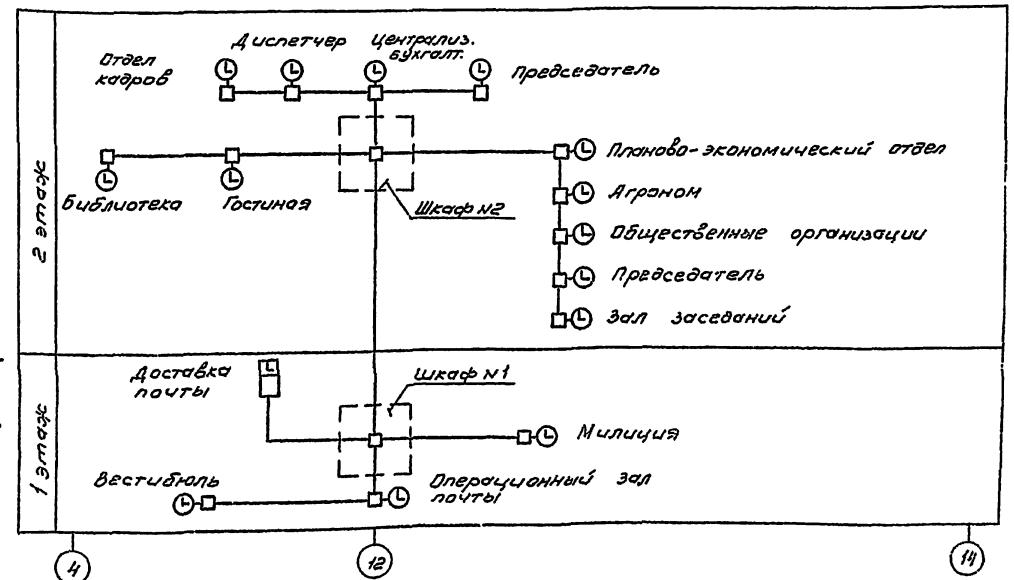 2 этаж
Отдел
кадров
Диспетчер
Централиз.
бухгалт.
Председатель
Библиотека
Гостиная
Шкаф №2
Планово-экономический отдел
Агроном
Общественные организации
Председатель
Зал заседаний
1 этаж
Доставка
почты
Шкаф №1
Милиция
Вестибюль
Операционный зал
почты
4
12
14